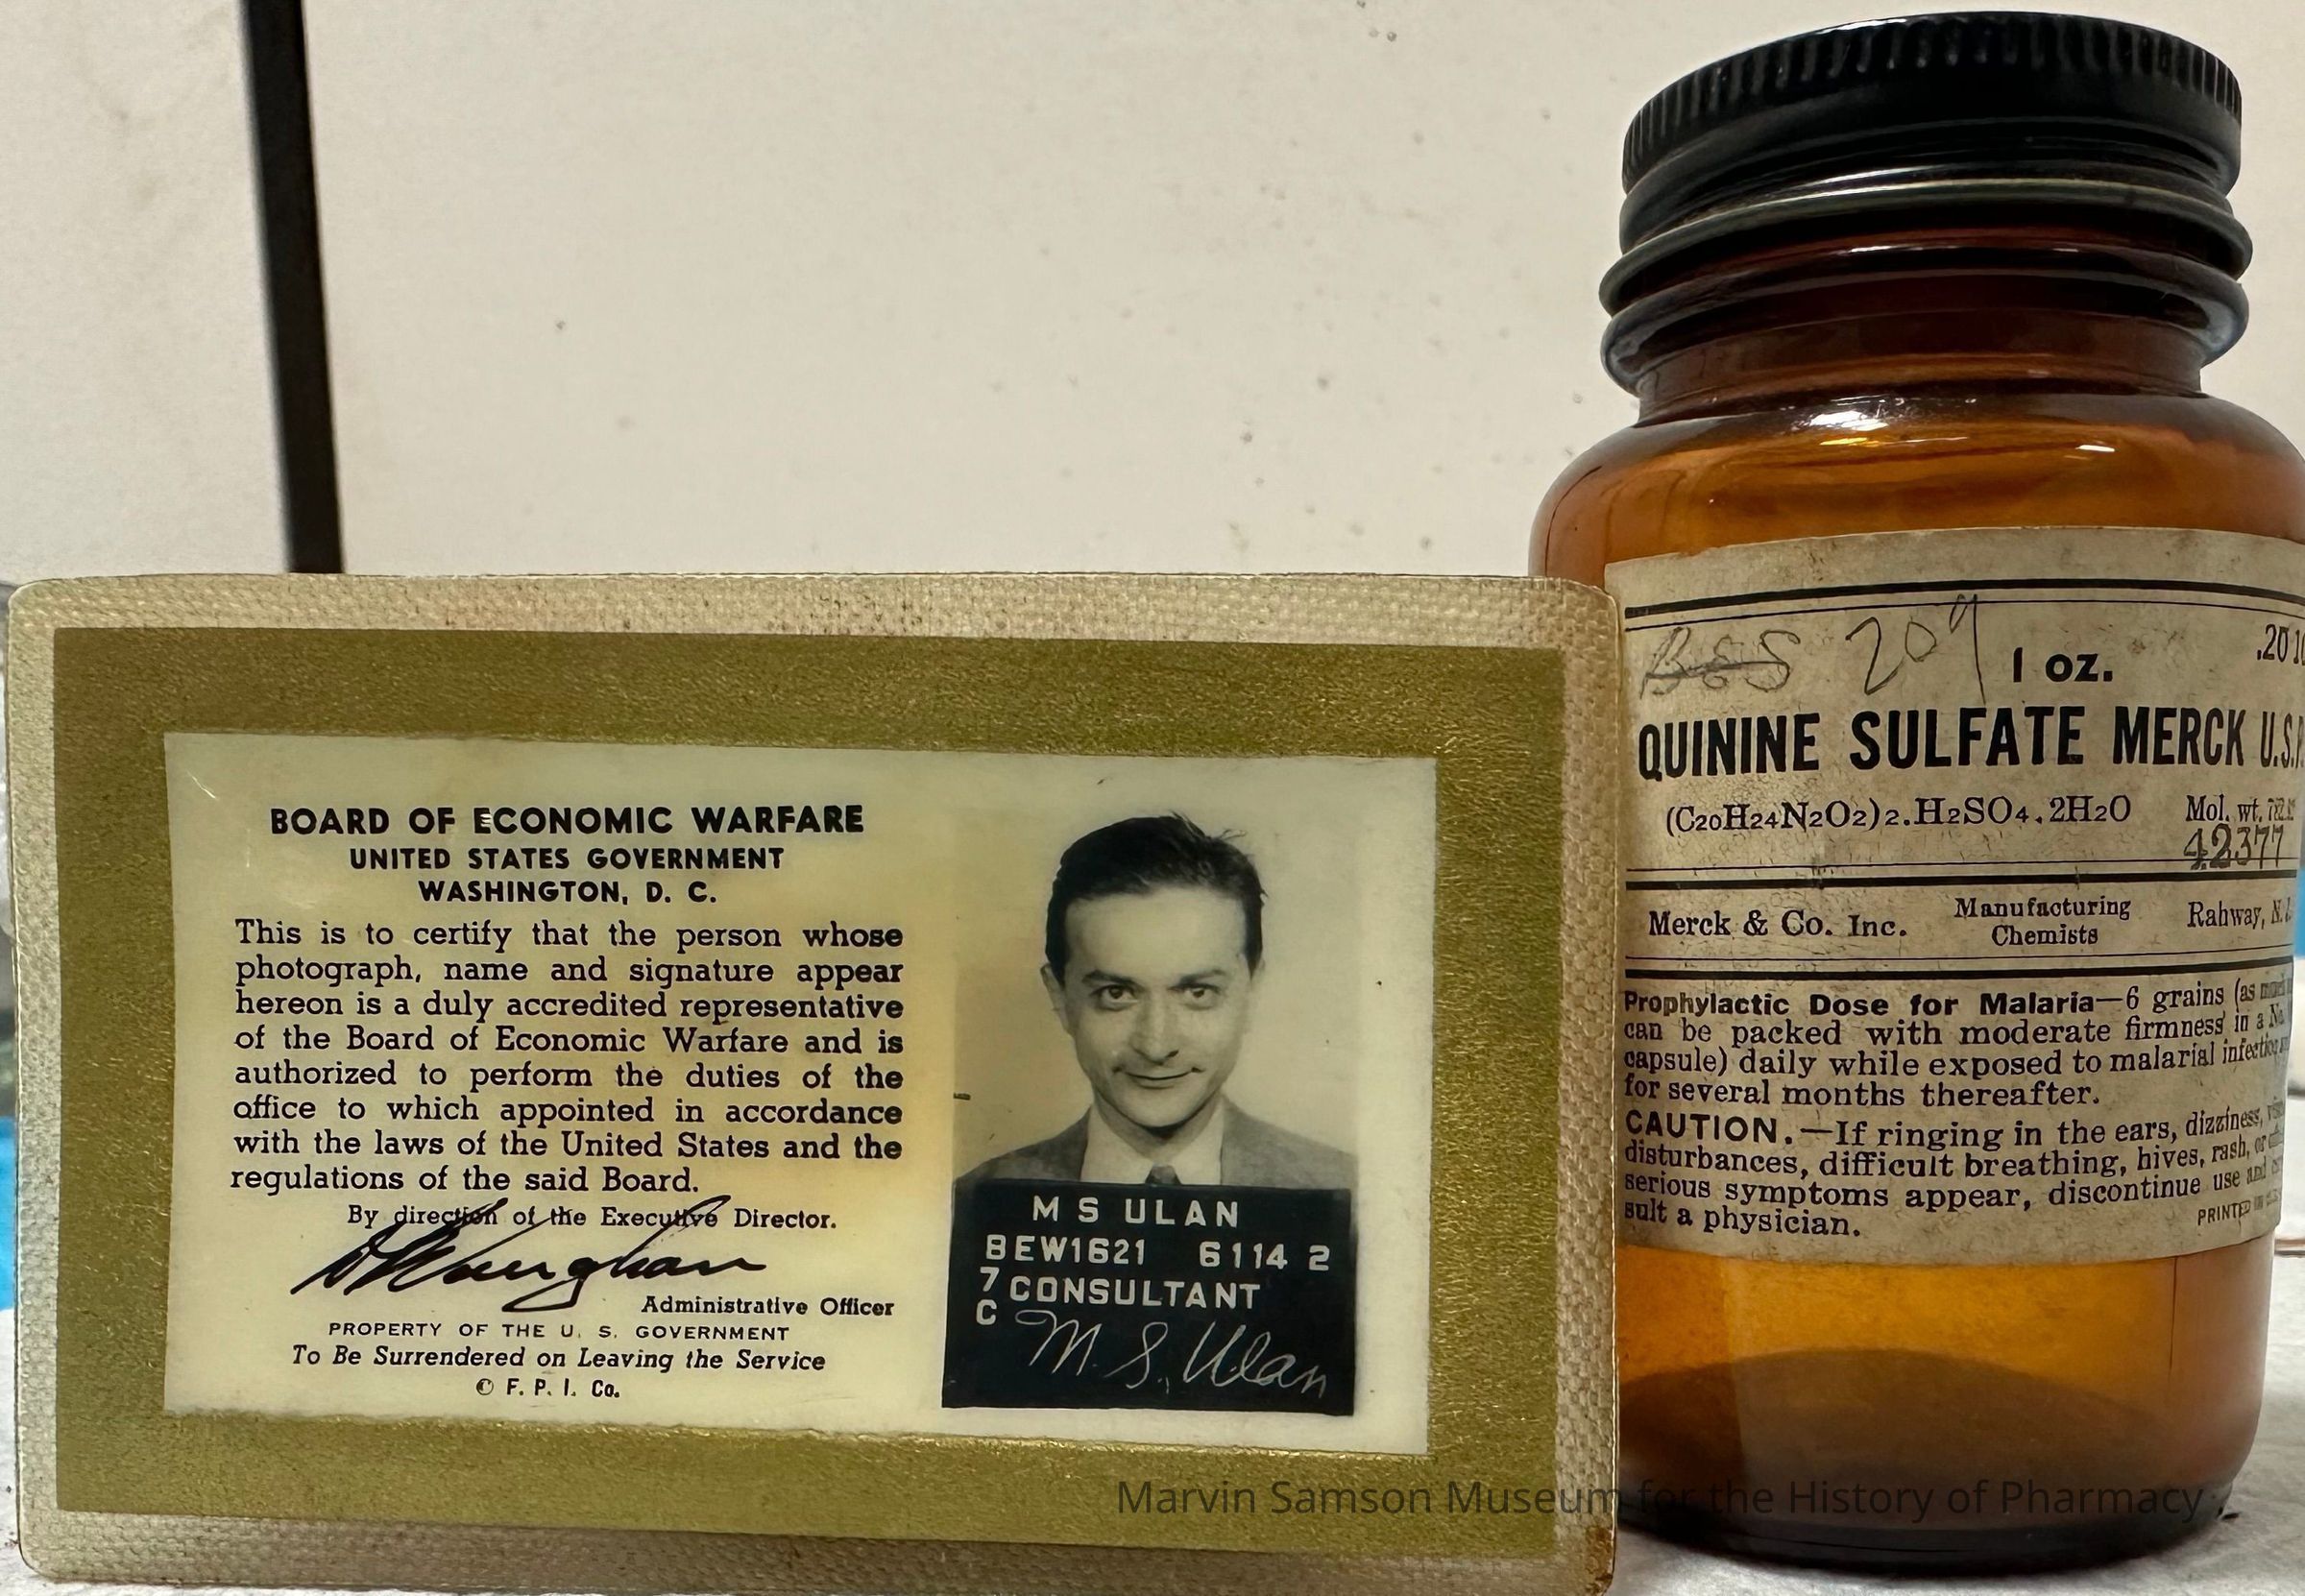 BOARD OF ECONOMIC WARFARE
UNITED STATES GOVERNMENT
WASHINGTON, D. C.
This is to certify that the person whose
photograph, name and signature appear
hereon is a duly accredited representative
of the Board of Economic Warfare and is
authorized to perform the duties of the
office to which appointed in accordance
with the laws of the United States and the
regulations of the said Board.
By direction of the Executive Director.
Administrative Officer
PROPERTY OF THE U. S. GOVERNMENT
To Be Surrendered on Leaving the Service
© F. P. I. Co.
M S ULAN
BEW1621 6114 2
7 CONSULTANT
C
M. S. Ulan
209
1 oz.
QUININE SULFATE MERCK U.S.P.
(C20H24N2O2)2.H2SO4.2H2O Mol. wt.
42377
Merck & Co. Inc. Manufacturing Chemists Rahway, N.J.
Prophylactic Dose for Malaria—6 grains (as
can be packed with moderate firmness in a
capsule) daily while exposed to malarial
for several months thereafter.
CAUTION.—If ringing in the ears, dizziness,
disturbances, difficult breathing, hives, rash, or
serious symptoms appear, discontinue use and
sult a physician.
PRINTED
Marvin Samson Museum for the History of Pharmacy